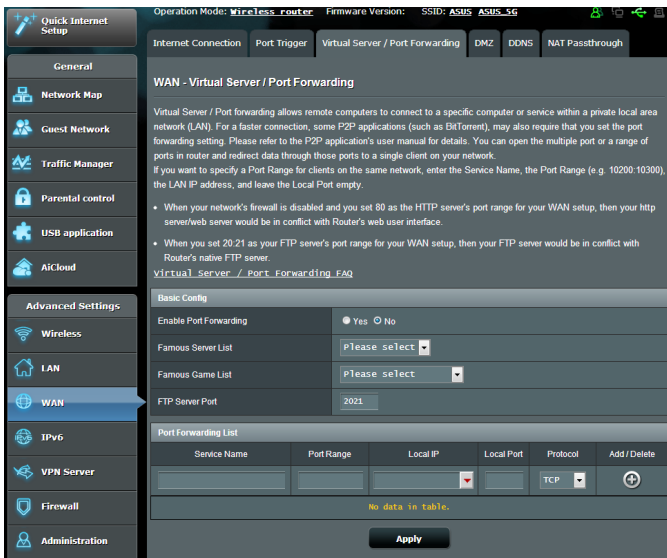 Quick Internet
Setup
Operation Mode: Wireless router Firmware Version: SSID: ASUS ASUS_5G
Internet Connection Port Trigger Virtual Server / Port Forwarding DMZ DDNS NAT Passthrough
General
Network Map
Guest Network
Traffic Manager
Parental control
USB application
AiCloud
Advanced Settings
Wireless
LAN
WAN
IPv6
VPN Server
Firewall
Administration
WAN - Virtual Server / Port Forwarding
Virtual Server / Port forwarding allows remote computers to connect to a specific computer or service within a private local area
network (LAN). For a faster connection, some P2P applications (such as BitTorrent), may also require that you set the port
forwarding setting. Please refer to the P2P application's user manual for details. You can open the multiple port or a range of
ports in router and redirect data through those ports to a single client on your network.
If you want to specify a Port Range for clients on the same network, enter the Service Name, the Port Range (e.g. 10200:10300),
the LAN IP address, and leave the Local Port empty.
• When your network's firewall is disabled and you set 80 as the HTTP server's port range for your WAN setup, then your http
server/web server would be in conflict with Router's web user interface.
• When you set 20:21 as your FTP server's port range for your WAN setup, then your FTP server would be in conflict with
Router's native FTP server.
Virtual Server / Port Forwarding FAQ
Basic Config
Enable Port Forwarding Yes No
Famous Server List Please select
Famous Game List Please select
FTP Server Port 2021
Port Forwarding List
Service Name Port Range Local IP Local Port Protocol Add / Delete
TCP
No data in table.
Apply